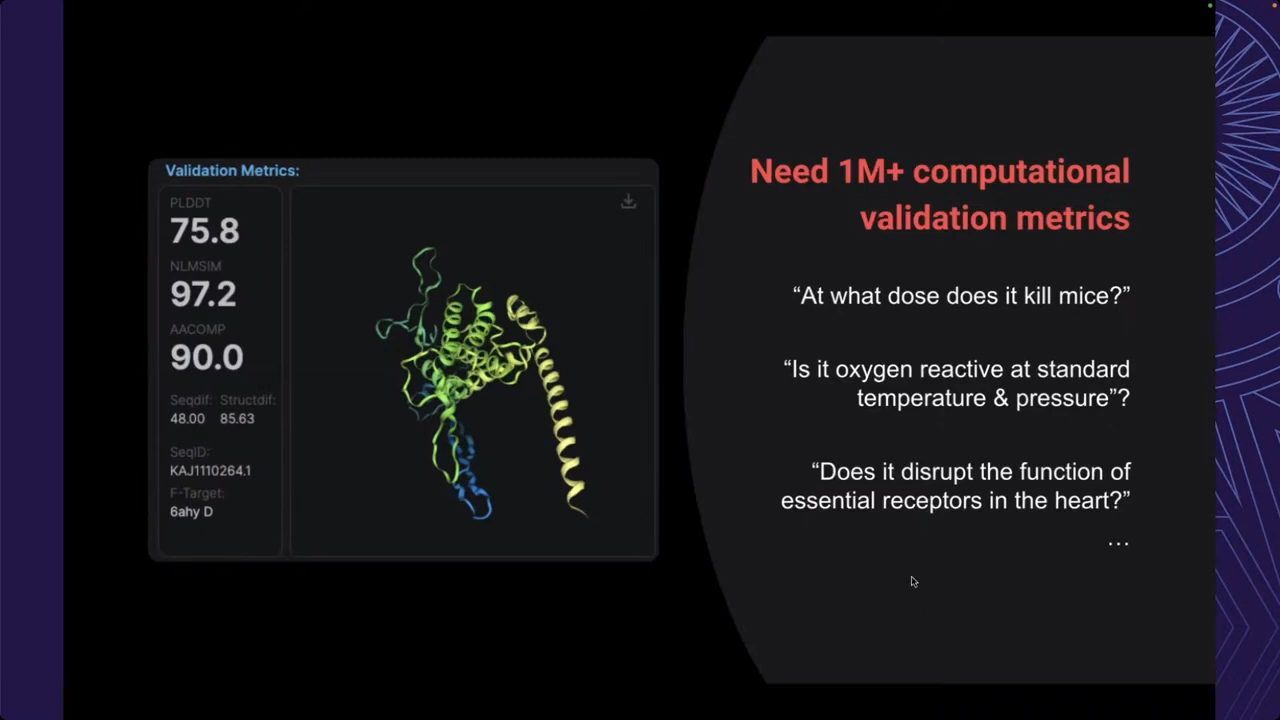 Validation Metrics:
PLDDT
75.8
NLMSIM
97.2
AACOMP
90.0
Seqdif: Structdif:
48.00 85.63
SeqID:
KAJ1110264.1
F-Target:
6ahy D
Need 1M+ computational
validation metrics
“At what dose does it kill mice?”
“Is it oxygen reactive at standard
temperature & pressure”?
“Does it disrupt the function of
essential receptors in the heart?”
…